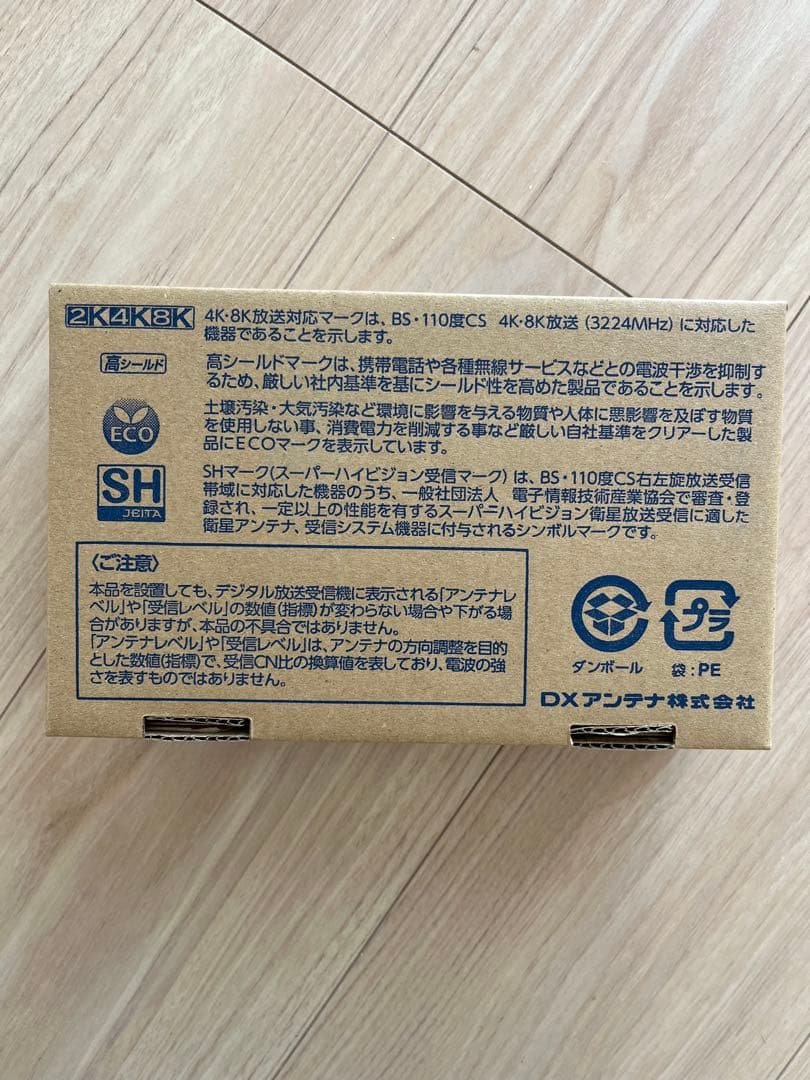 2K4K8K
4K・8K放送対応マークは、BS・110度CS 4K・8K放送（3224MHz）に対応した
機器であることを示します。
高シールド
高シールドマークは、携帯電話や各種無線サービスなどとの電波干渉を抑制す
るため、厳しい社内基準を基にシールド性を高めた製品であることを示します。
ECO
土壌汚染・大気汚染など環境に影響を与える物質や人体に悪影響を及ぼす物質
を使用しない事、消費電力を削減する事など厳しい自社基準をクリアーした製
品にECOマークを表示しています。
SH
JEITA
SHマーク（スーパーハイビジョン受信マーク）は、BS・110度CS右左旋放送受信
帯域に対応した機器のうち、一般社団法人 電子情報技術産業協会で審査・登
録され、一定以上の性能を有するスーパーハイビジョン衛星放送受信に適した
衛星アンテナ、受信システム機器に付与されるシンボルマークです。
〈ご注意〉
本品を設置しても、デジタル放送受信機に表示される「アンテナレ
ベル」や「受信レベル」の数値（指標）が変わらない場合や下がる場
合がありますが、本品の不具合ではありません。
「アンテナレベル」や「受信レベル」は、アンテナの方向調整を目的
とした数値（指標）で、受信CN比の換算値を表しており、電波の強
さを表すものではありません。
プラ
ダンボール
袋：PE
DXアンテナ株式会社